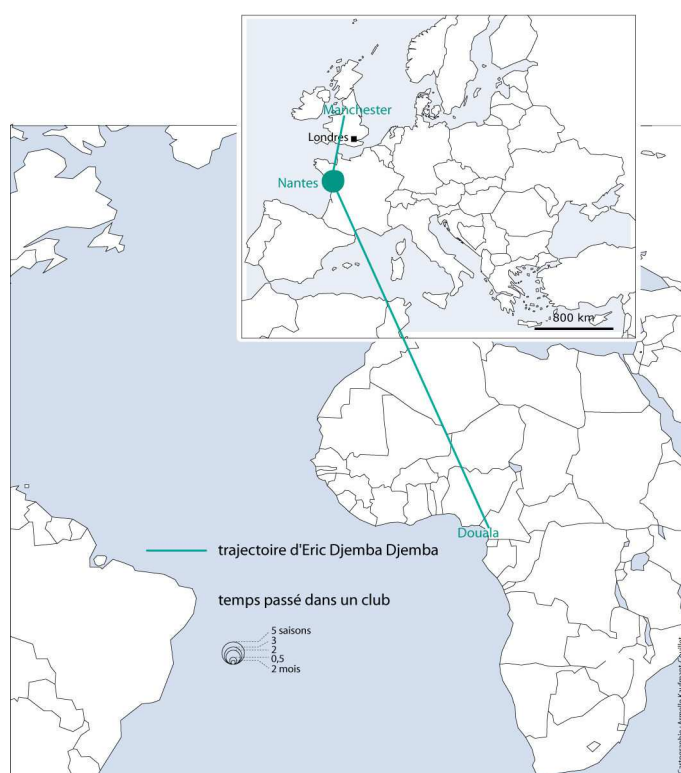 Manchester
Londres
Nantes
800 km
Douala
trajectoire d'Eric Djemba Djemba
temps passé dans un club
5 saisons
3
2
0,5
2 mois